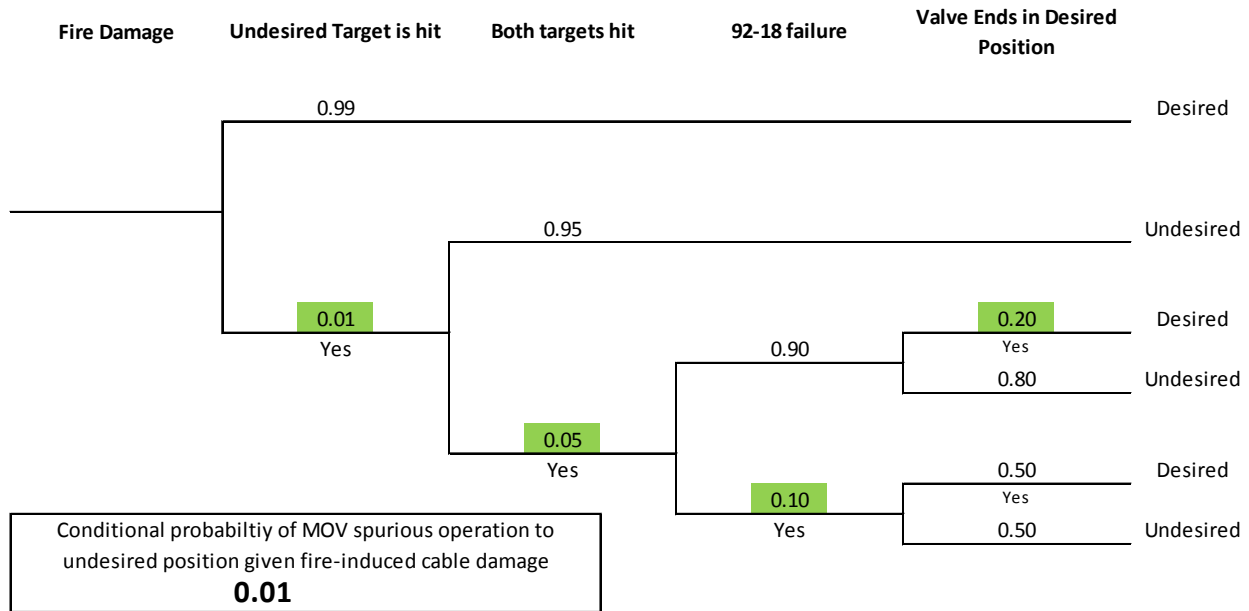 Fire Damage
Undesired Target is hit
Both targets hit
92-18 failure
Valve Ends in Desired
Position
0.99
Desired
0.95
Undesired
0.01
Yes
0.20
Desired
Yes
0.90
0.80
Undesired
0.05
Yes
0.50
Desired
Yes
0.10
Yes
0.50
Undesired
Conditional probabiltiy of MOV spurious operation to
undesired position given fire-induced cable damage
0.01